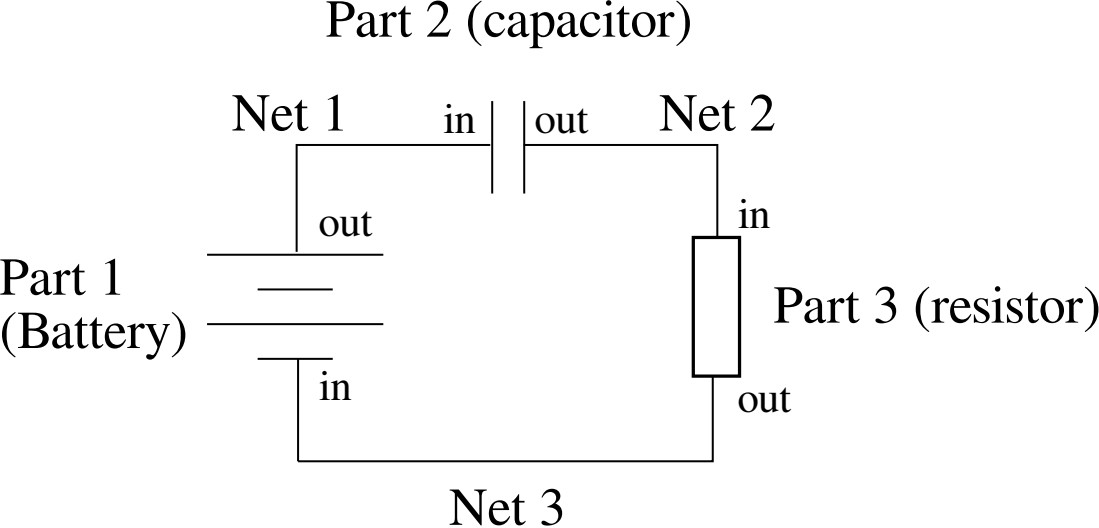 Part 2 (capacitor)
Net 1
in
out
Net 2
out
in
Part 1
(Battery)
Part 3 (resistor)
in
out
Net 3